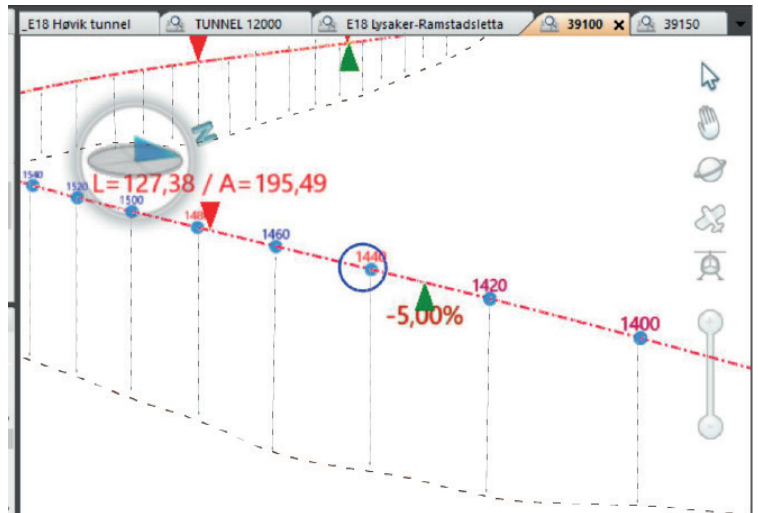 _E18 Høvik tunnel
TUNNEL 12000
E18 Lysaker-Ramstadsletta
39100
39150
N
L=127,38 / A=195,49
1540
1520
1500
1480
1460
1440
1420
-5,00%
1400